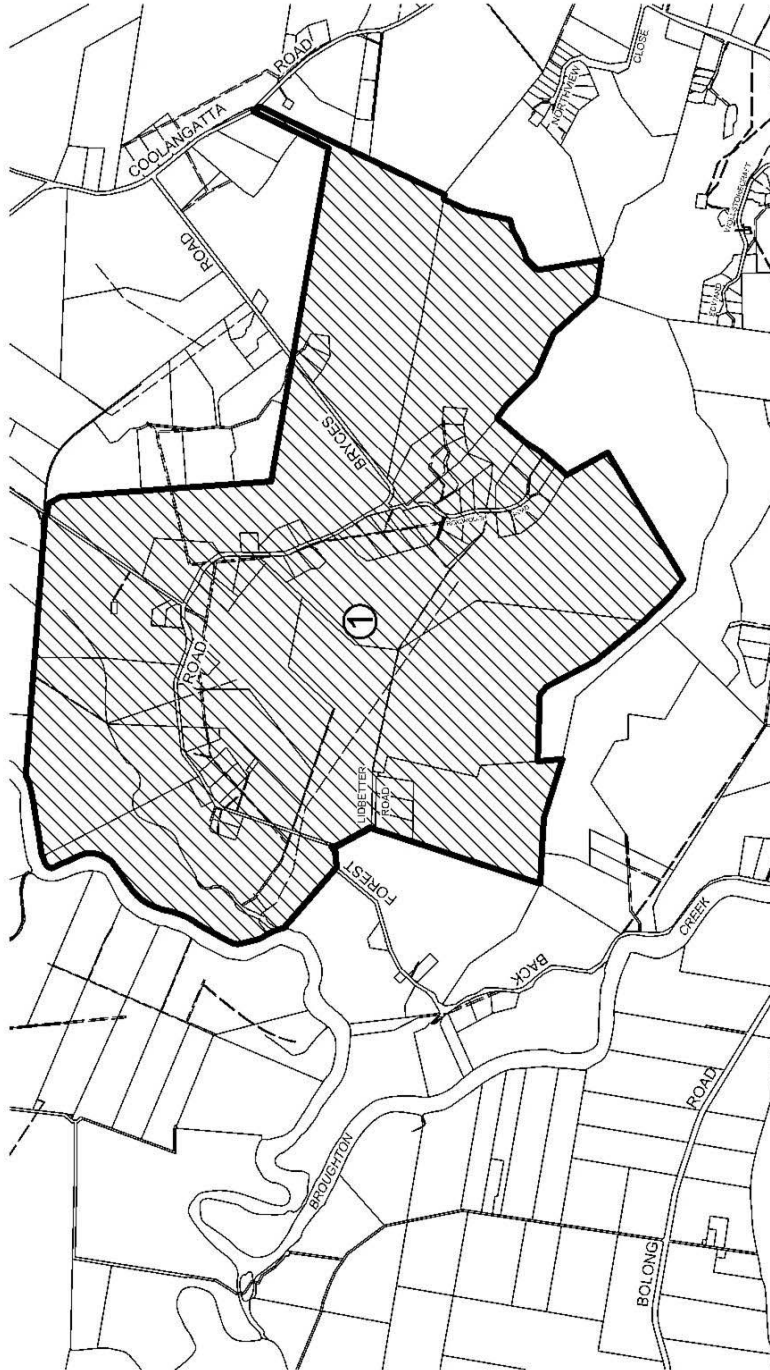 COOLANGATTA
ROAD
ROAD
NORTHVIEW
CLOSE
BRYCES
ROAD
1
LIDBETTER
ROAD
FOREST
BACK
CREEK
BROUGHTON
ROAD
BOLONG